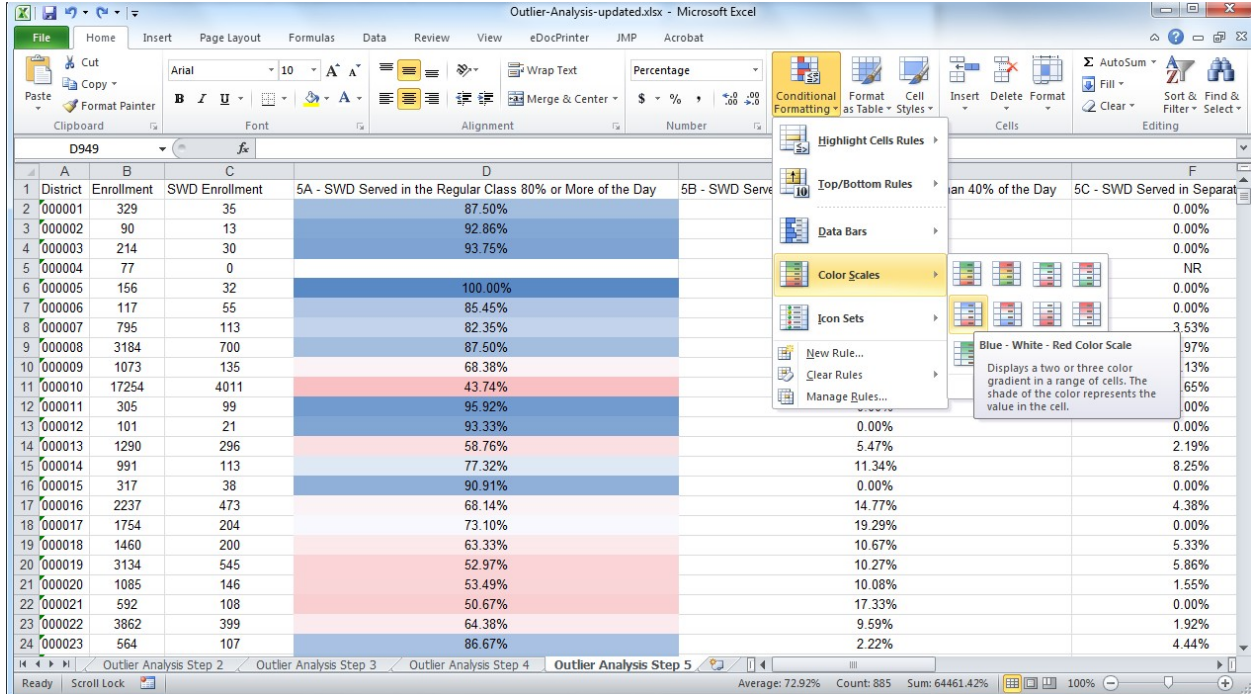 Outlier-Analysis-updated.xlsx - Microsoft Excel
File Home Insert Page Layout Formulas Data Review View eDocPrinter JMP Acrobat
Cut
Copy
Format Painter
Paste
Clipboard
Arial 10
B I U
Font
Wrap Text
Merge & Center
Alignment
Percentage
$ % ,
Number
Conditional Formatting
Format as Table
Cell Styles
Insert Delete Format
Cells
Σ AutoSum
Fill
Clear
Sort & Filter
Find & Select
Editing
D949 fx
A B C D F
1 District Enrollment SWD Enrollment 5A - SWD Served in the Regular Class 80% or More of the Day 5B - SWD Serve an 40% of the Day 5C - SWD Served in Separat
2 000001 329 35 87.50% 0.00%
3 000002 90 13 92.86% 0.00%
4 000003 214 30 93.75% 0.00%
5 000004 77 0 NR
6 000005 156 32 100.00% 0.00%
7 000006 117 55 85.45% 0.00%
8 000007 795 113 82.35% 3.53%
9 000008 3184 700 87.50% .97%
10 000009 1073 135 68.38% .13%
11 000010 17254 4011 43.74% .65%
12 000011 305 99 95.92% .00%
13 000012 101 21 93.33% 0.00% 0.00%
14 000013 1290 296 58.76% 5.47% 2.19%
15 000014 991 113 77.32% 11.34% 8.25%
16 000015 317 38 90.91% 0.00% 0.00%
17 000016 2237 473 68.14% 14.77% 4.38%
18 000017 1754 204 73.10% 19.29% 0.00%
19 000018 1460 200 63.33% 10.67% 5.33%
20 000019 3134 545 52.97% 10.27% 5.86%
21 000020 1085 146 53.49% 10.08% 1.55%
22 000021 592 108 50.67% 17.33% 0.00%
23 000022 3862 399 64.38% 9.59% 1.92%
24 000023 564 107 86.67% 2.22% 4.44%
Highlight Cells Rules
Top/Bottom Rules
Data Bars
Color Scales
Icon Sets
New Rule...
Clear Rules
Manage Rules...
Blue - White - Red Color Scale
Displays a two or three color
gradient in a range of cells. The
shade of the color represents the
value in the cell.
Outlier Analysis Step 2 Outlier Analysis Step 3 Outlier Analysis Step 4 Outlier Analysis Step 5
Ready Scroll Lock Average: 72.92% Count: 885 Sum: 64461.42% 100%